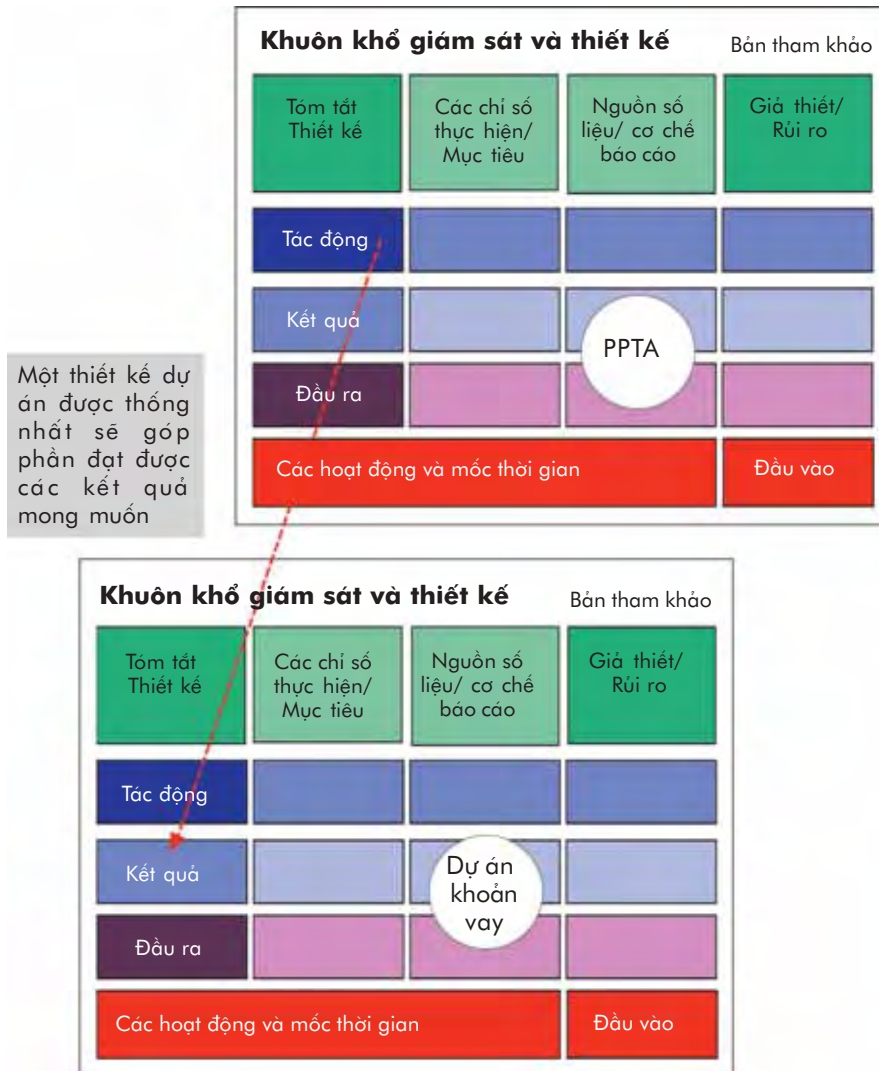 Khuôn khổ giám sát và thiết kế
Bản tham khảo
Tóm tắt
Thiết kế
Các chỉ số
thực hiện/
Mục tiêu
Nguồn số
liệu/ cơ chế
báo cáo
Giả thiết/
Rủi ro
Tác động
Kết quả
PPTA
Đầu ra
Các hoạt động và mốc thời gian
Đầu vào
Một thiết kế dự
án được thống
nhất sẽ góp
phần đạt được
các kết quả
mong muốn
Khuôn khổ giám sát và thiết kế
Bản tham khảo
Tóm tắt
Thiết kế
Các chỉ số
thực hiện/
Mục tiêu
Nguồn số
liệu/ cơ chế
báo cáo
Giả thiết/
Rủi ro
Tác động
Kết quả
Dự án
khoản
vay
Đầu ra
Các hoạt động và mốc thời gian
Đầu vào